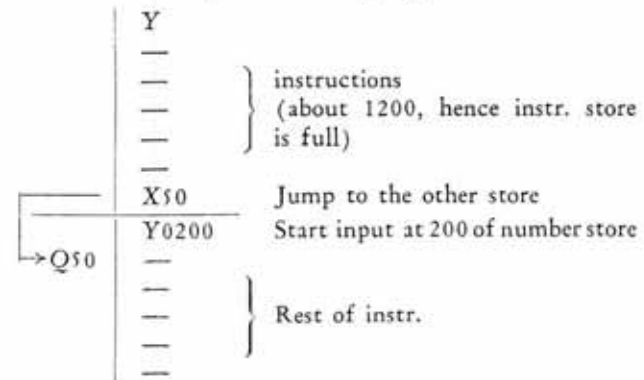 Y
instructions
(about 1200, hence instr. store
is full)
X50 Jump to the other store
Y0200 Start input at 200 of number store
Q50
Rest of instr.